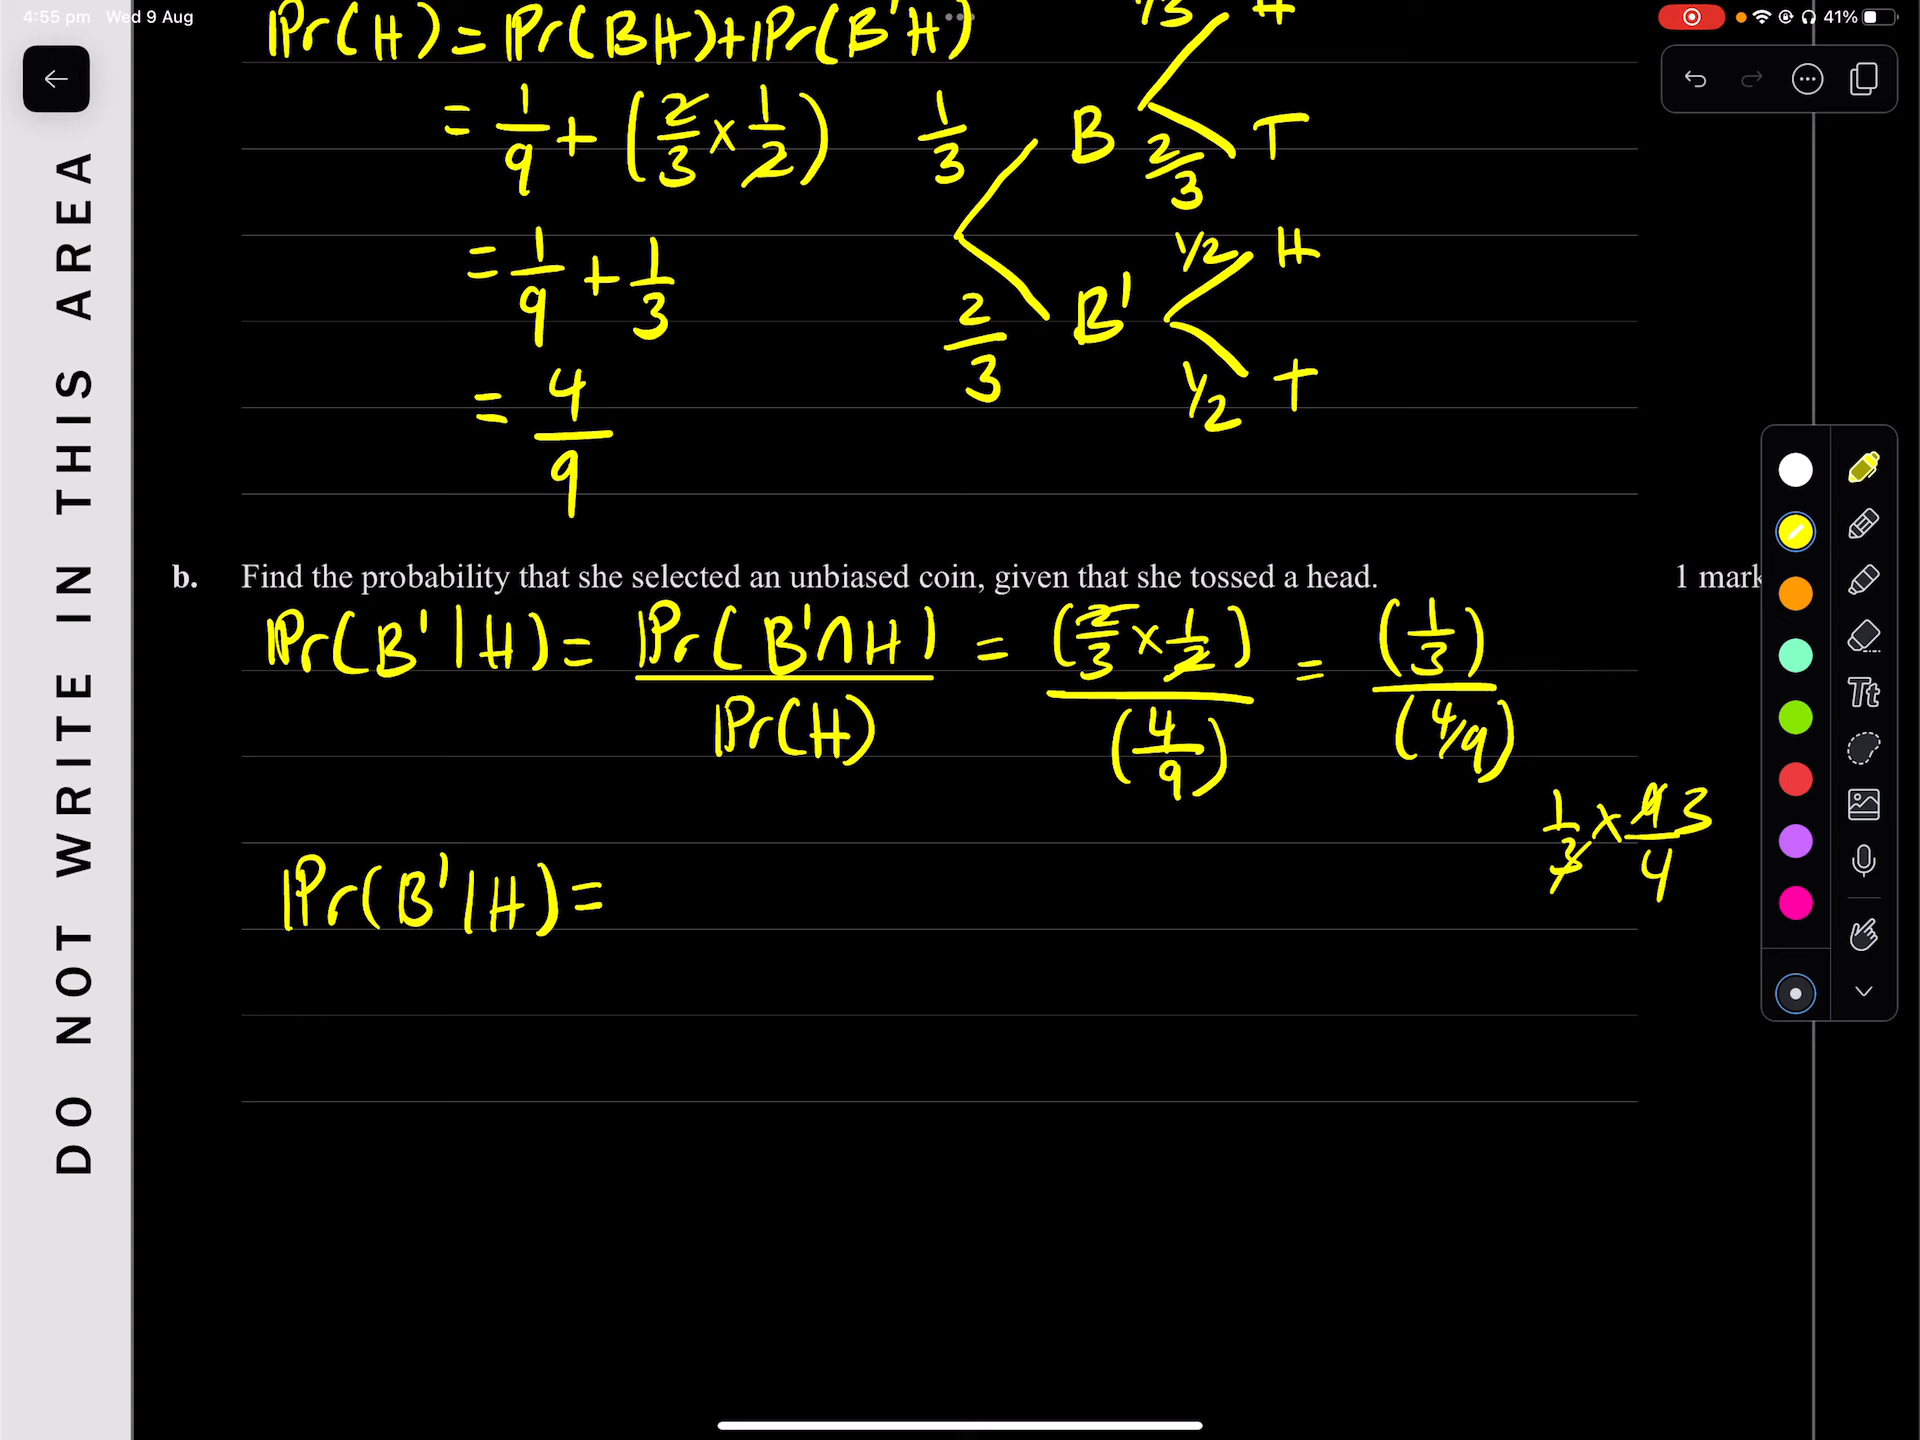 4:55 pm Wed 9 Aug
41%
DO NOT WRITE IN THIS AREA
Pr(H) = Pr(BH) + Pr(B'H)
= 1/9 + (2/3 × 1/2)
= 1/9 + 1/3
= 4/9
1/3 H
1/3 B
2/3 T
1/2 H
2/3 B'
1/2 T
b. Find the probability that she selected an unbiased coin, given that she tossed a head. 1 mark
Pr(B' | H) = Pr(B' ∩ H) / Pr(H) = (2/3 × 1/2) / (4/9) = (1/3) / (4/9)
1/3 × 9 3/4
Pr(B' | H) =
Tt